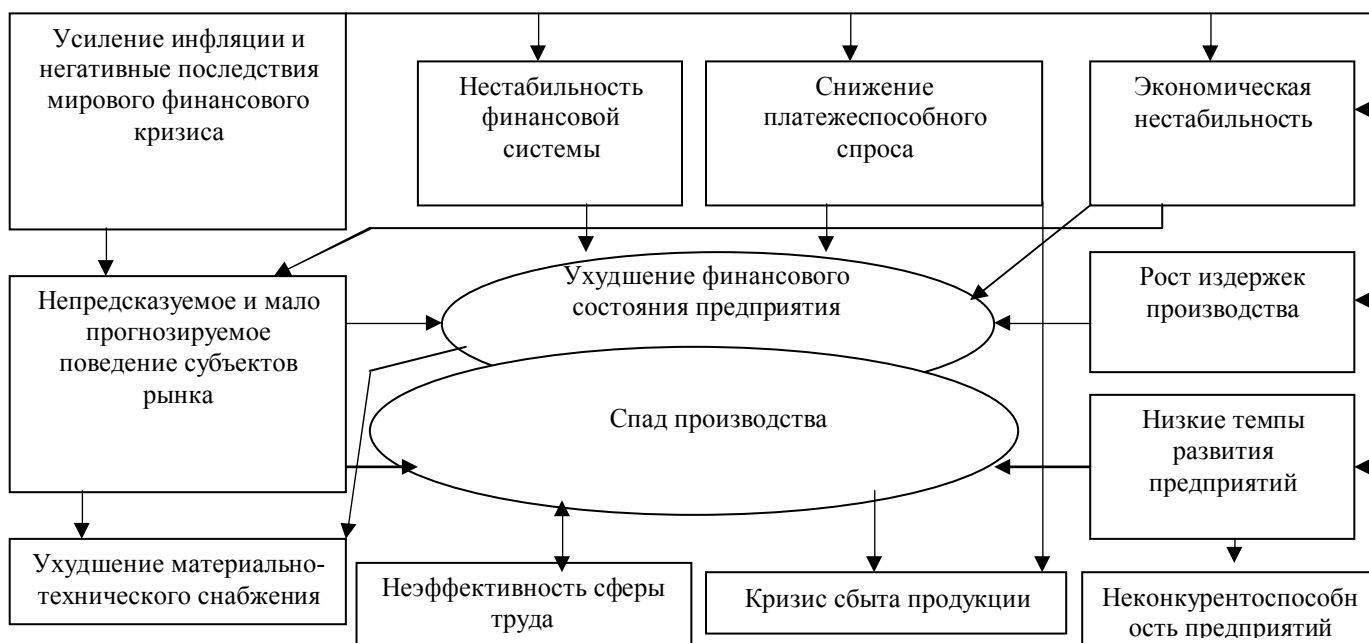 Усиление инфляции и
негативные последствия
мирового финансового
кризиса
Нестабильность
финансовой
системы
Снижение
платежеспособного
спроса
Экономическая
нестабильность
Непредсказуемое и мало
прогнозируемое
поведение субъектов
рынка
Ухудшение финансового
состояния предприятия
Рост издержек
производства
Спад производства
Низкие темпы
развития
предприятий
Ухудшение материально-
технического снабжения
Неэффективность сферы
труда
Кризис сбыта продукции
Неконкурентоспособн
ость предприятий